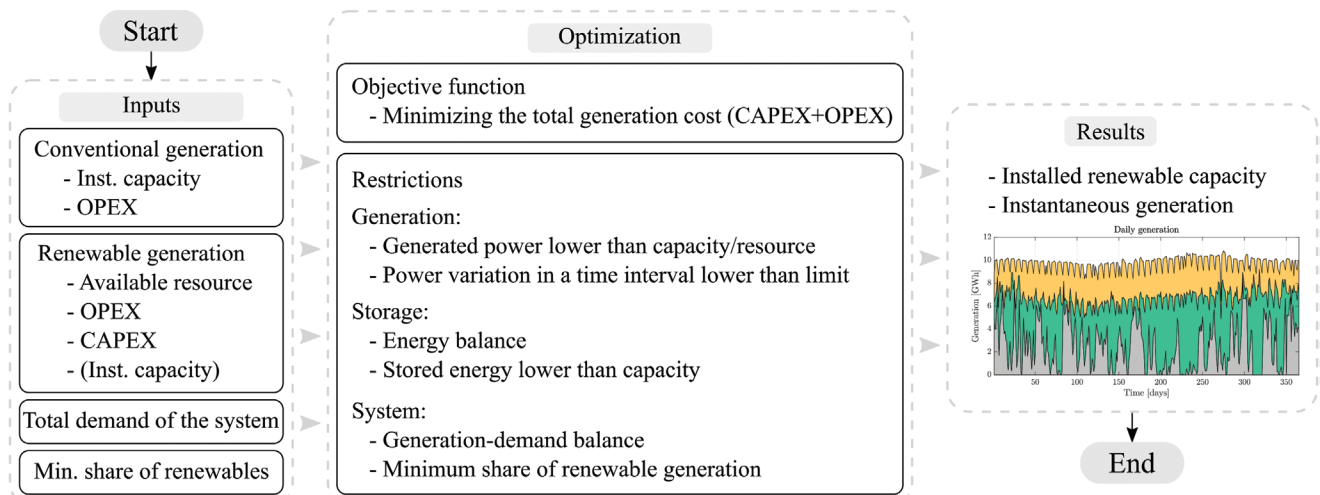 Start
Inputs
Conventional generation
- Inst. capacity
- OPEX
Renewable generation
- Available resource
- OPEX
- CAPEX
- (Inst. capacity)
Total demand of the system
Min. share of renewables
Optimization
Objective function
- Minimizing the total generation cost (CAPEX+OPEX)
Restrictions
Generation:
- Generated power lower than capacity/resource
- Power variation in a time interval lower than limit
Storage:
- Energy balance
- Stored energy lower than capacity
System:
- Generation-demand balance
- Minimum share of renewable generation
Results
- Installed renewable capacity
- Instantaneous generation
Daily generation
Generation [GWh]
12
10
8
6
4
2
0
50 100 150 200 250 300 350
Time [days]
End